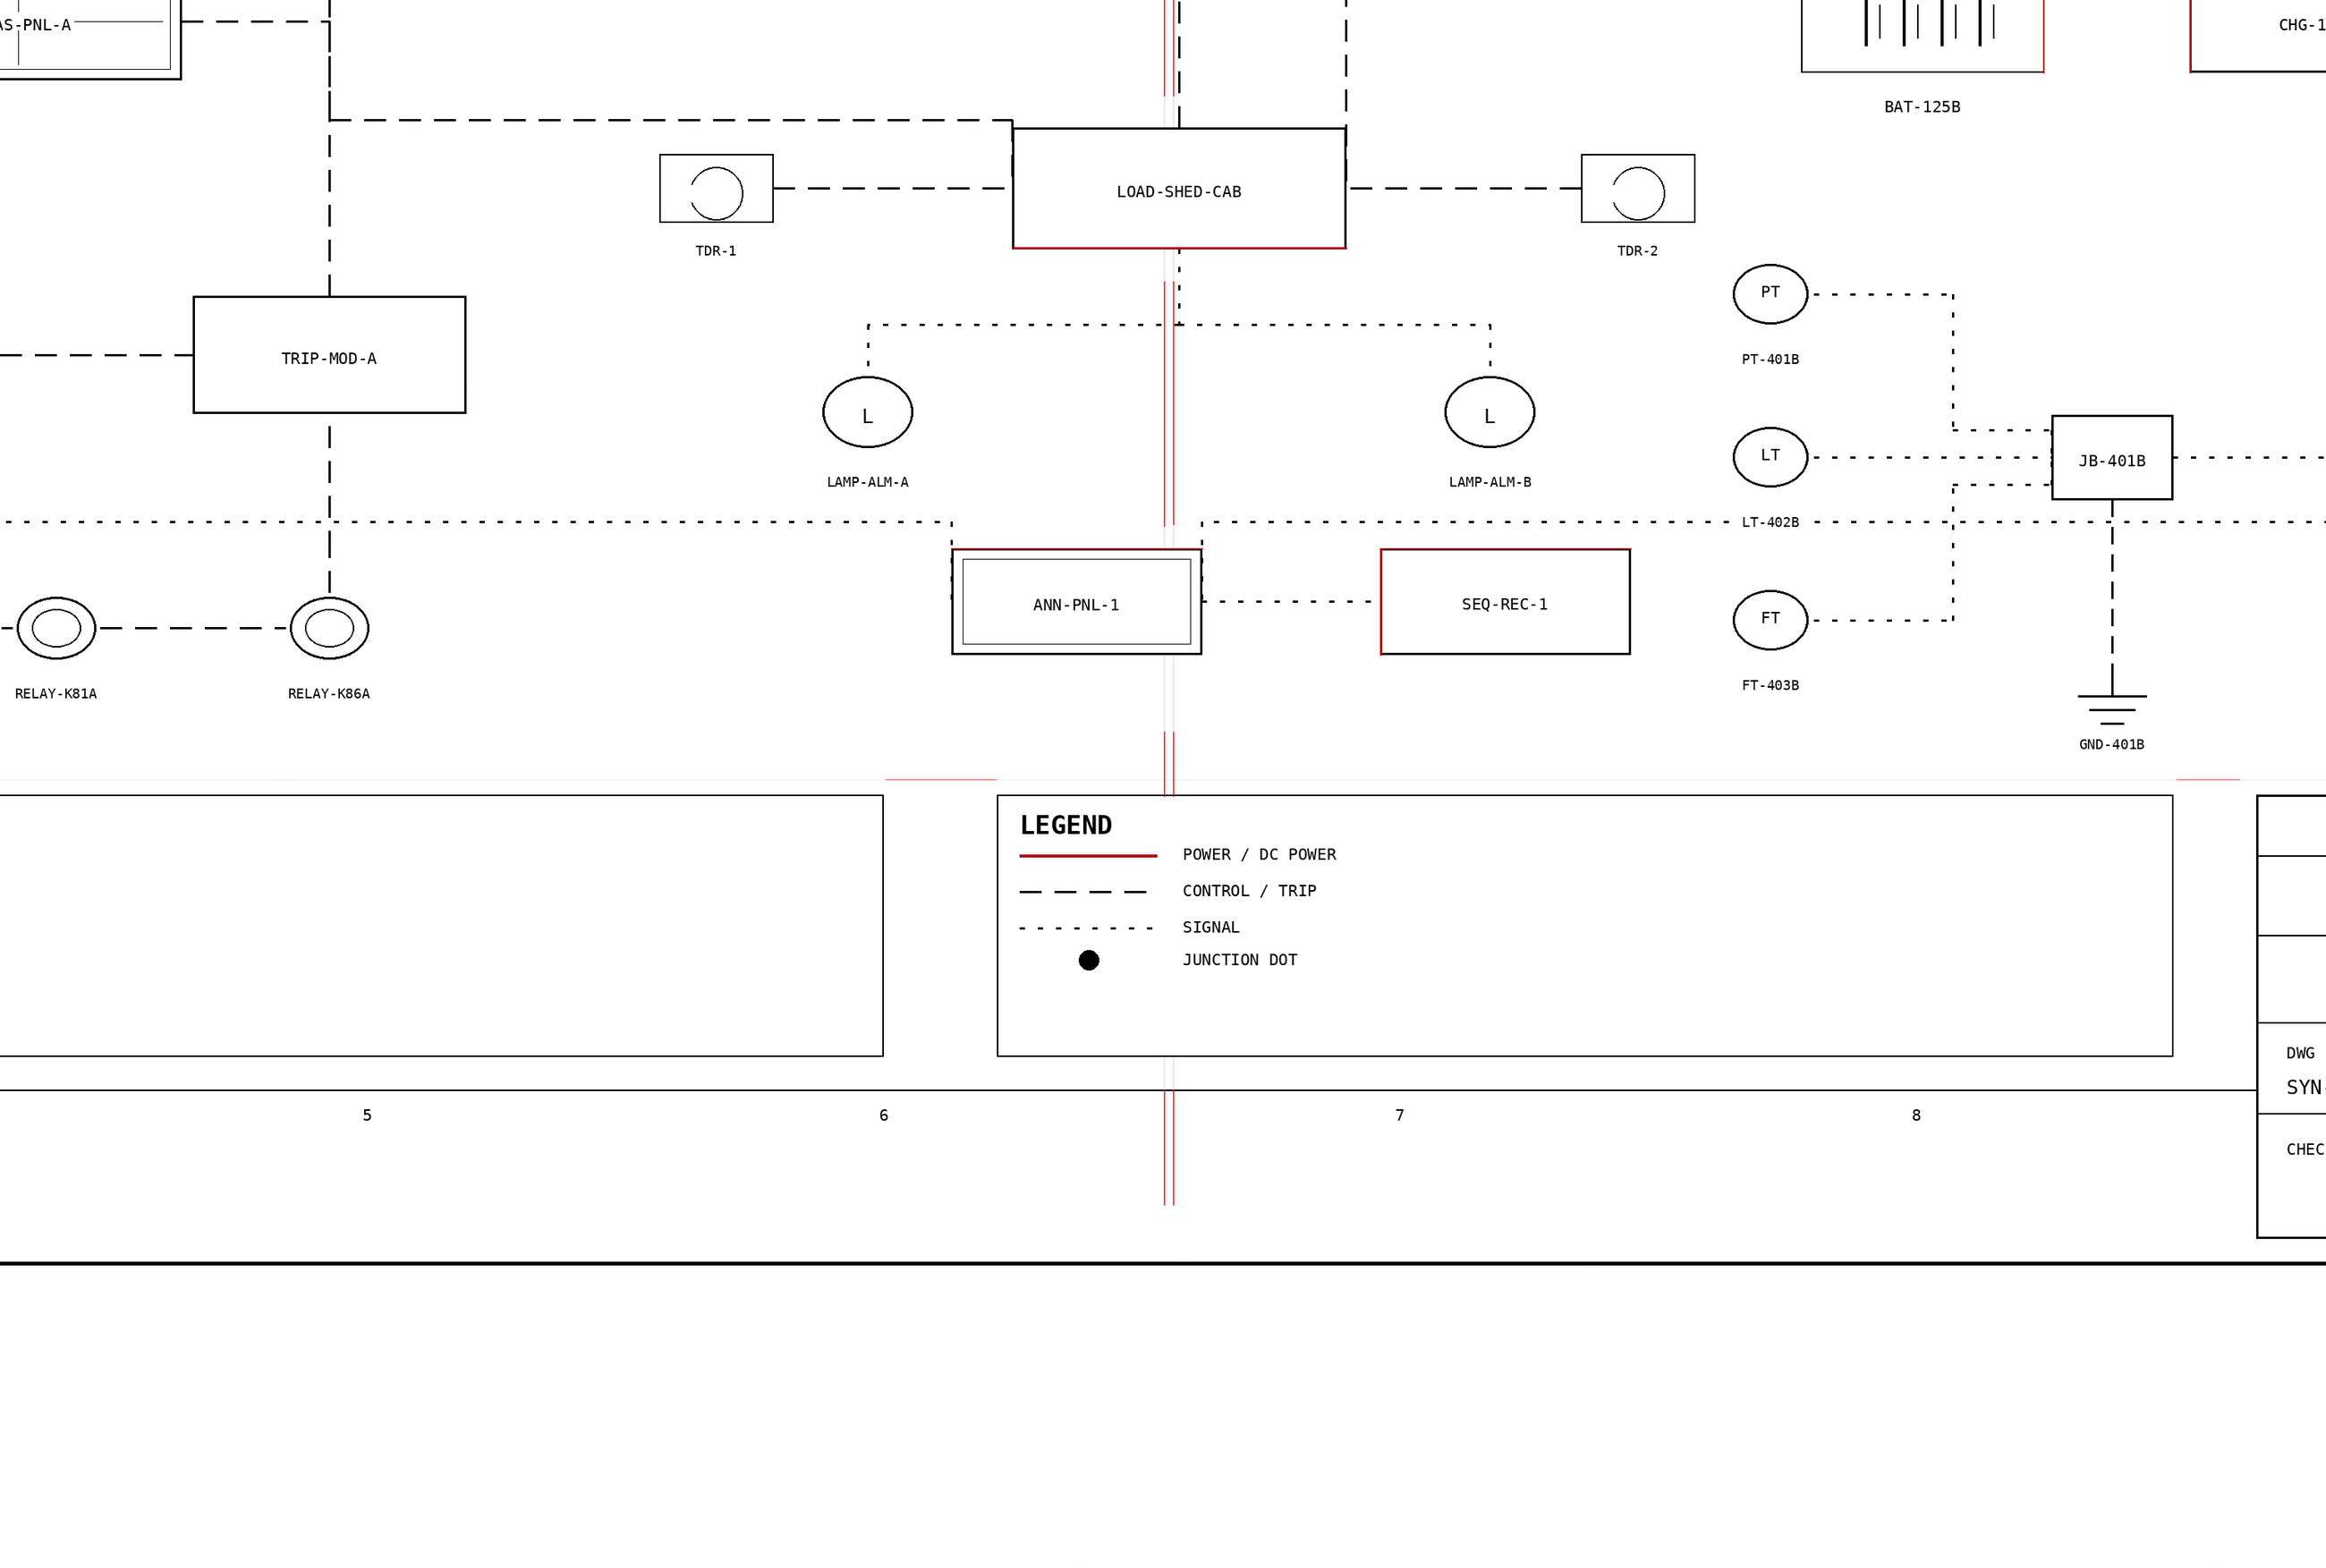 AS-PNL-A
CHG-1
BAT-125B
LOAD-SHED-CAB
TDR-1
TDR-2
PT
TRIP-MOD-A
PT-401B
L
L
LT
JB-401B
LAMP-ALM-A
LAMP-ALM-B
LT-402B
ANN-PNL-1
SEQ-REC-1
FT
RELAY-K81A
RELAY-K86A
FT-403B
GND-401B
LEGEND
POWER / DC POWER
CONTROL / TRIP
SIGNAL
JUNCTION DOT
DWG
SYN-
5
6
7
8
CHEC